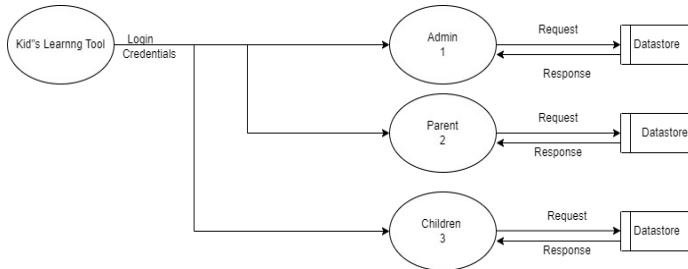 Kid"s Learnng Tool
Login
Credentials
Admin
1
Request
Response
Datastore
Parent
2
Request
Response
Datastore
Children
3
Request
Response
Datastore